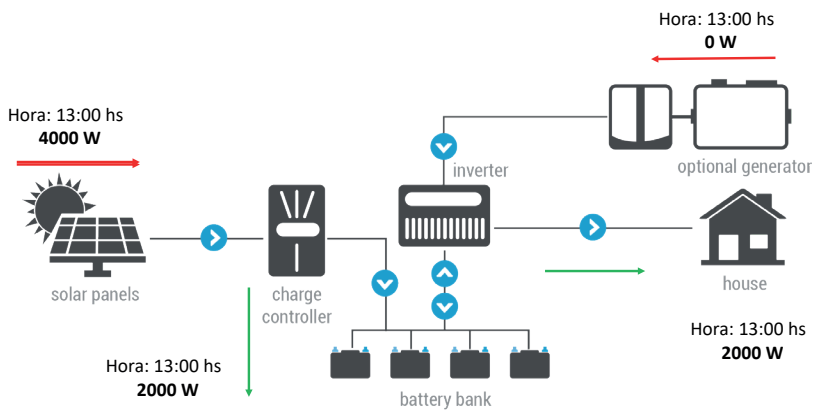 Hora: 13:00 hs
0 W
Hora: 13:00 hs
4000 W
optional generator
inverter
solar panels
charge
controller
house
Hora: 13:00 hs
2000 W
Hora: 13:00 hs
2000 W
battery bank